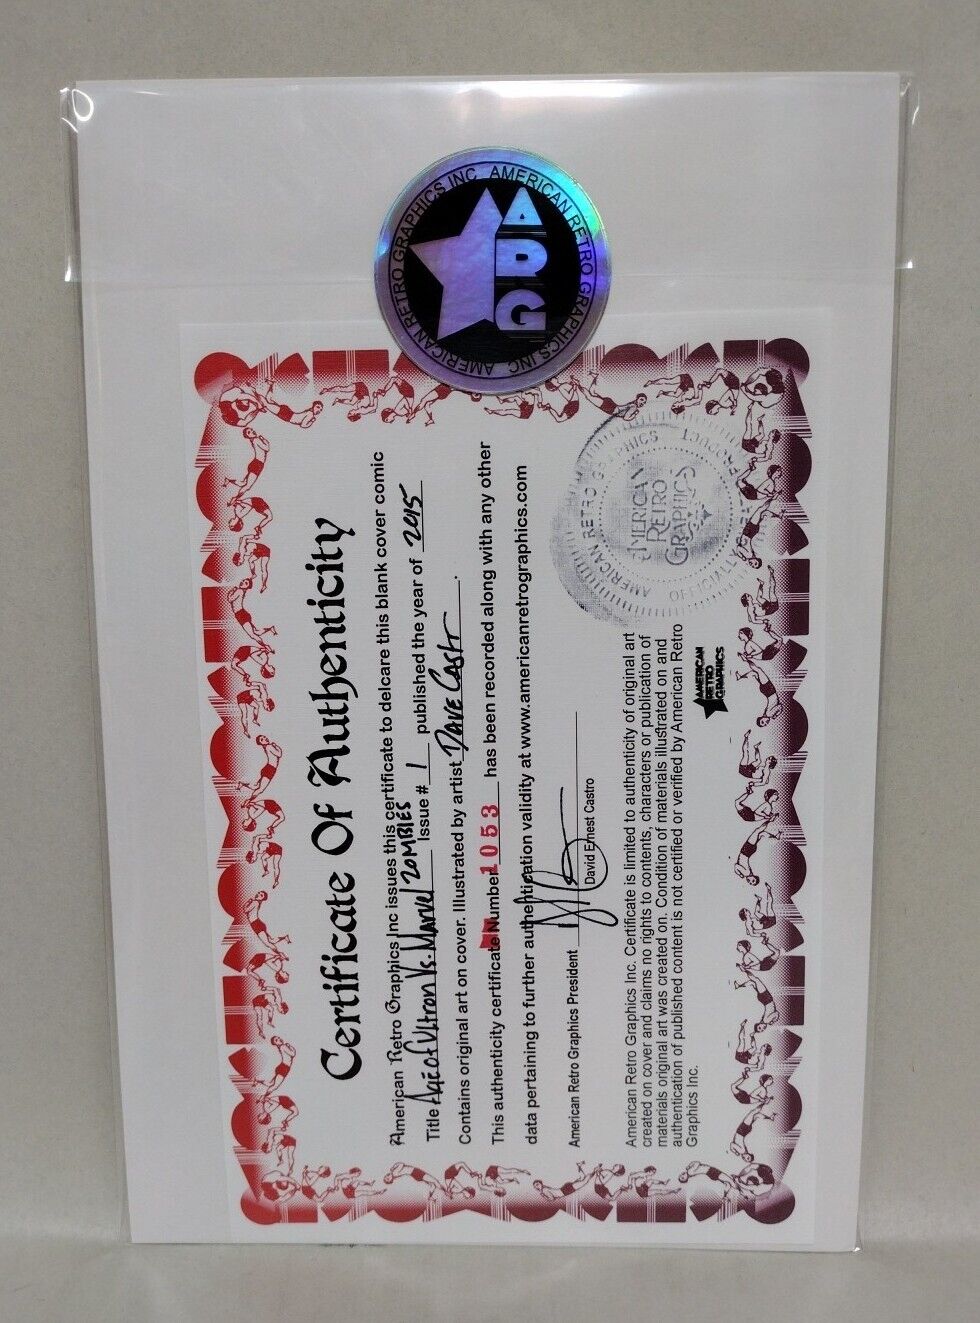 AMERICAN RETRO GRAPHICS INC. AMERICAN RETRO GRAPHICS INC.
ARG
Certificate Of Authenticity
American Retro Graphics Inc issues this certificate to delcare this blank cover comic
Title Age of Ultron Vs. Marvel Zombies Issue # 1 published the year of 2015
Contains original art on cover. Illustrated by artist Dave Castr.
This authenticity certificate Number 1053 has been recorded along with any other
data pertaining to further authentication validity at www.americanretrographics.com
American Retro Graphics President
David Ernest Castro
American Retro Graphics Inc. Certificate is limited to authenticity of original art
created on cover and claims no rights to contents, characters or publication of
materials original art was created on. Condition of materials illustrated on and
authentication of published content is not certified or verified by American Retro
Graphics Inc.
AMERICAN
RETRO
GRAPHICS
AMERICAN RETRO GRAPHICS
AMERICAN
RETRO
GRAPHICS
OFFICIALLY PRODUCT